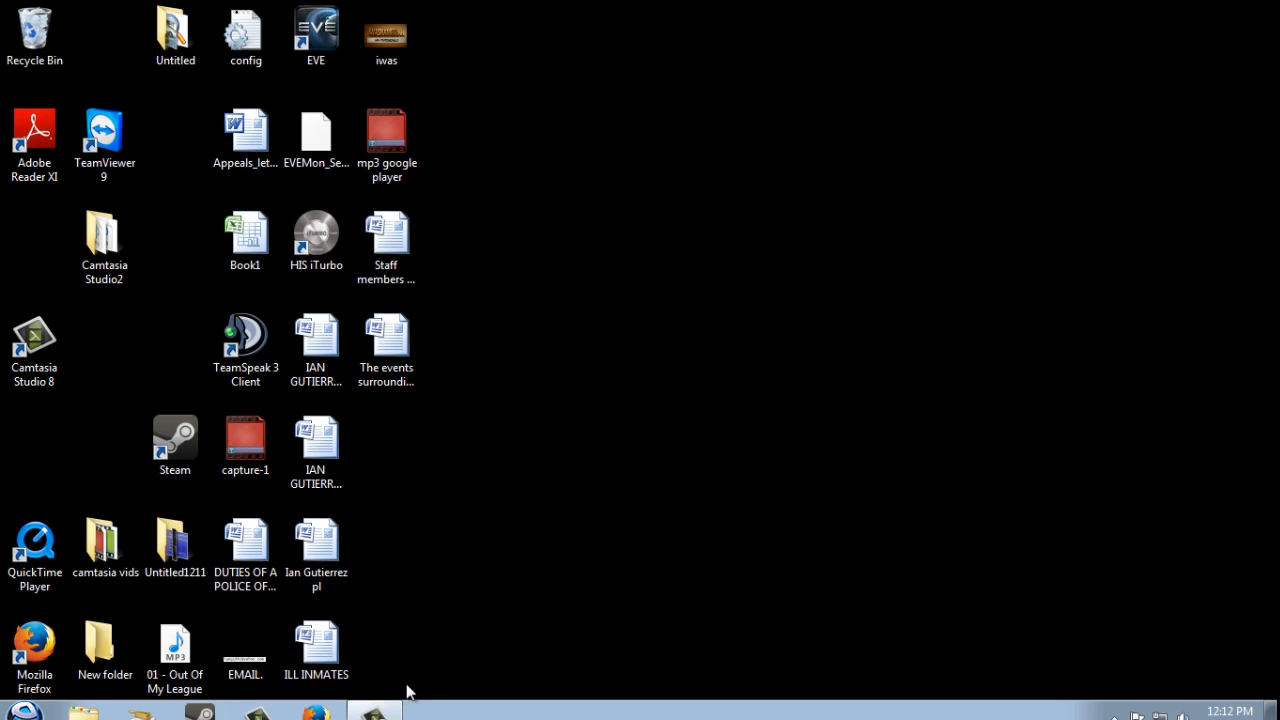 Recycle Bin
Untitled
config
EVE
EVE
iwas
Adobe
Reader XI
TeamViewer
9
Appeals_let...
EVEMon_Se...
mp3 google
player
Camtasia
Studio2
Book1
iTURBO
HIS iTurbo
Staff
members ...
Camtasia
Studio 8
TeamSpeak 3
Client
IAN
GUTIERR...
The events
surroundi...
Steam
capture-1
IAN
GUTIERR...
QuickTime
Player
camtasia vids
Untitled1211
DUTIES OF A
POLICE OF...
Ian Gutierrez
pl
Mozilla
Firefox
New folder
MP3
01 - Out Of
My League
EMAIL.
ILL INMATES
12:12 PM